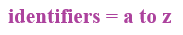 identifiers = a to z